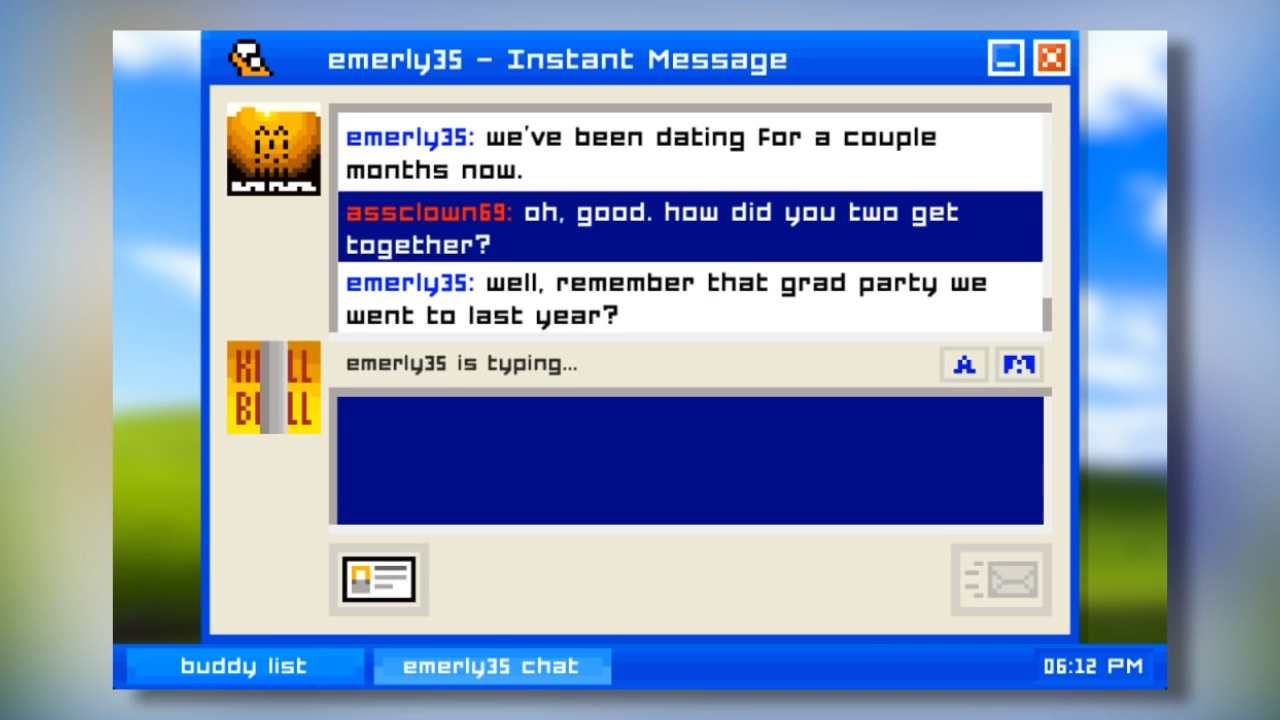 emerly35 - Instant Message
emerly35: we've been dating for a couple
months now.
assclown69: oh, good. how did you two get
together?
emerly35: well, remember that grad party we
went to last year?
emerly35 is typing...
A
KILL
BILL
buddy list
emerly35 chat
06:12 PM